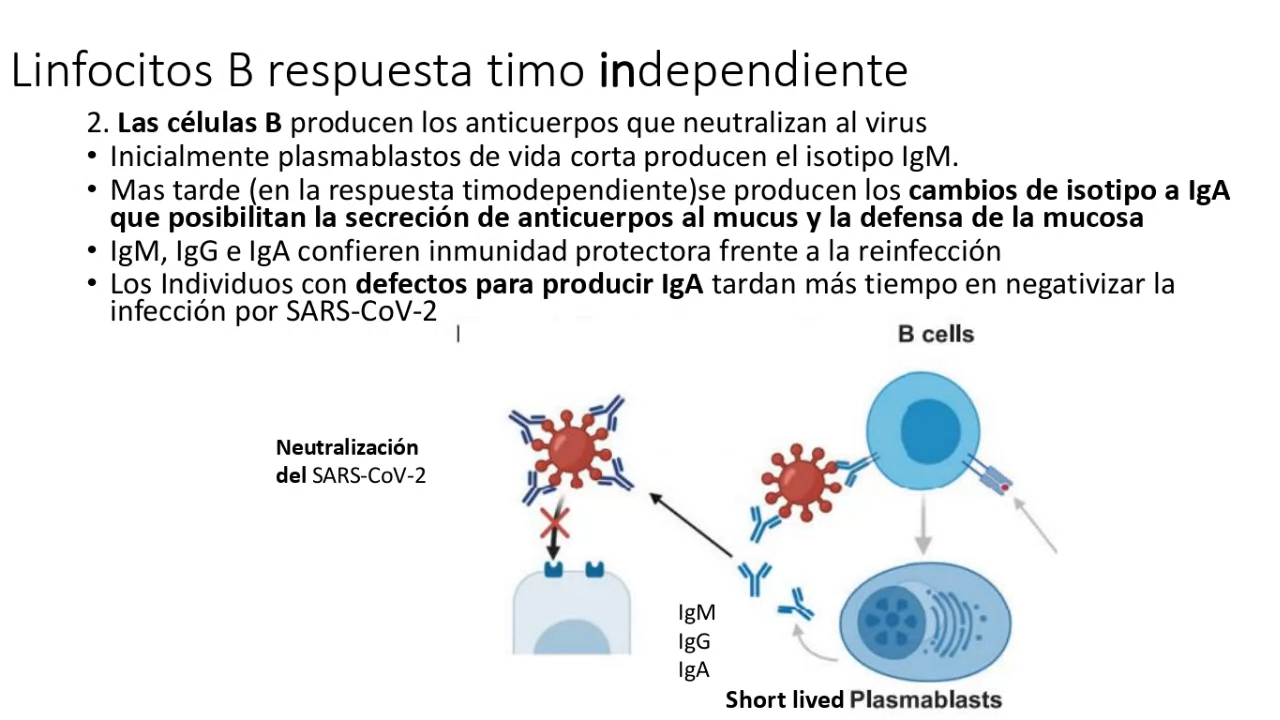 Linfocitos B respuesta timo independiente
2. Las células B producen los anticuerpos que neutralizan al virus
• Inicialmente plasmablastos de vida corta producen el isotipo IgM.
• Mas tarde (en la respuesta timodependiente)se producen los cambios de isotipo a IgA
que posibilitan la secreción de anticuerpos al mucus y la defensa de la mucosa
• IgM, IgG e IgA confieren inmunidad protectora frente a la reinfección
• Los Individuos con defectos para producir IgA tardan más tiempo en negativizar la
infección por SARS-CoV-2
B cells
Neutralización
del SARS-CoV-2
IgM
IgG
IgA
Short lived Plasmablasts